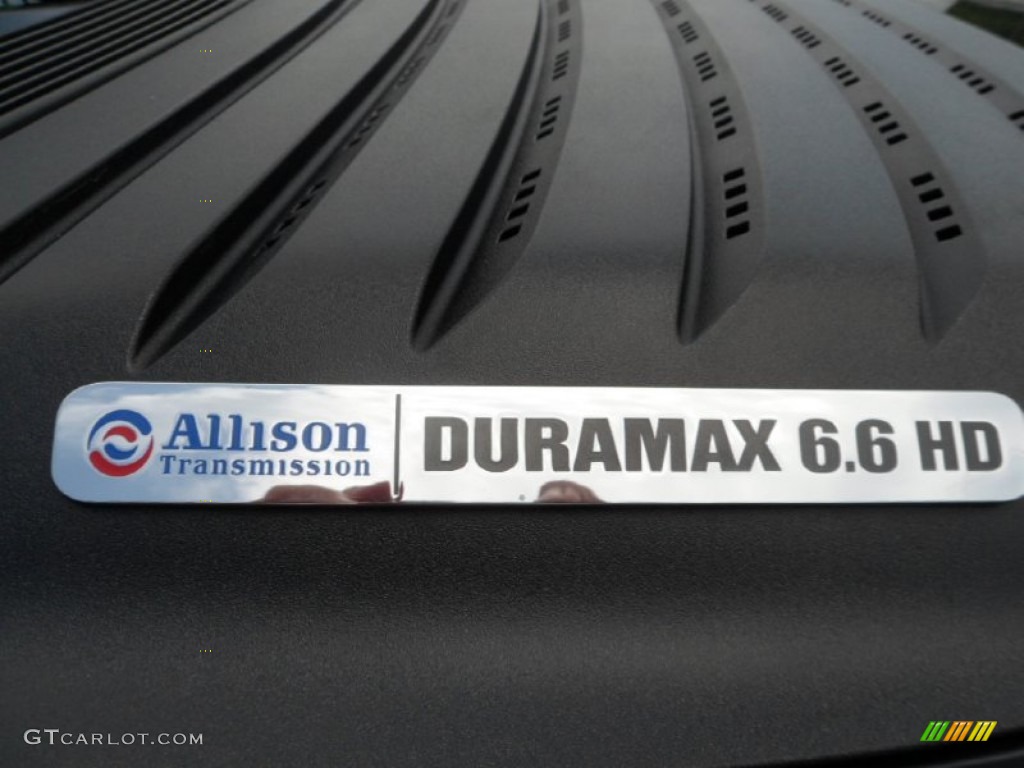 Allison
Transmission
DURAMAX 6.6 HD
GTCARLOT.COM